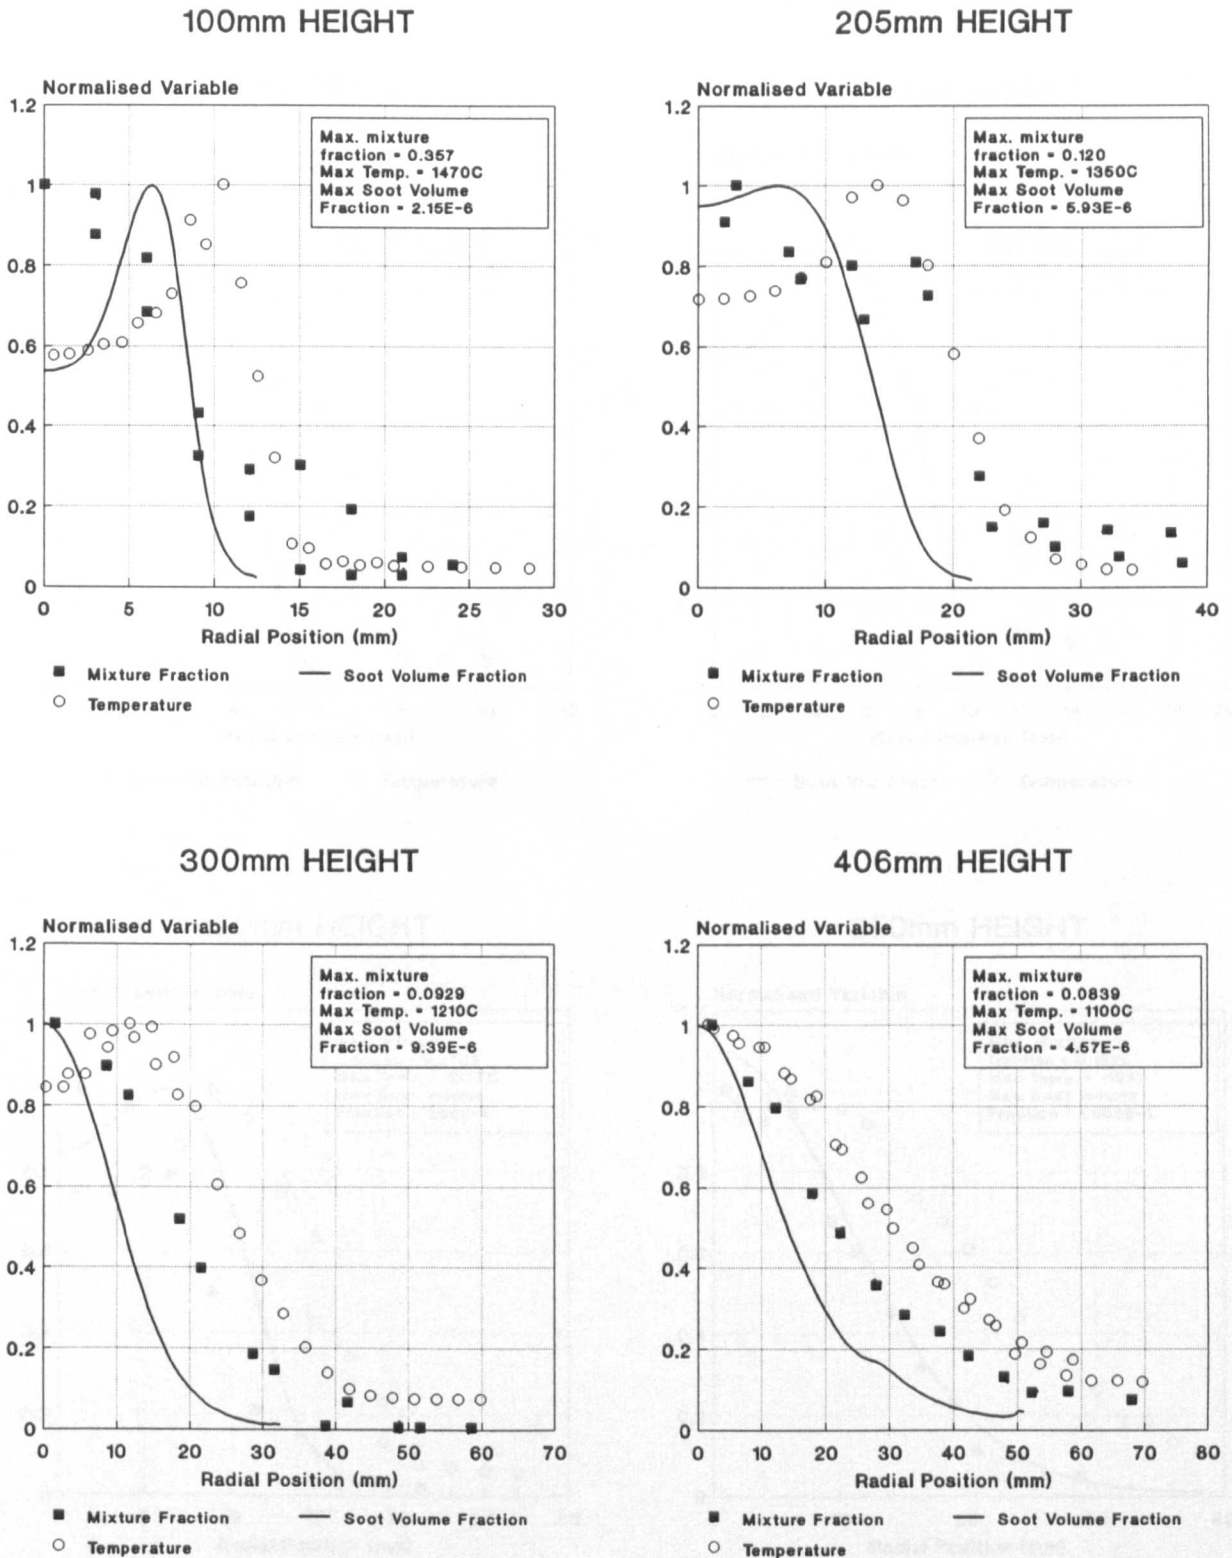 100mm HEIGHT
Normalised Variable
1.2
1
0.8
0.6
0.4
0.2
0
Max. mixture
fraction = 0.357
Max Temp. = 1470C
Max Soot Volume
Fraction = 2.15E-6
0 5 10 15 20 25 30
Radial Position (mm)
Mixture Fraction
Soot Volume Fraction
Temperature
205mm HEIGHT
Normalised Variable
1.2
1
0.8
0.6
0.4
0.2
0
Max. mixture
fraction = 0.120
Max Temp. = 1350C
Max Soot Volume
Fraction = 5.93E-6
0 10 20 30 40
Radial Position (mm)
Mixture Fraction
Soot Volume Fraction
Temperature
300mm HEIGHT
Normalised Variable
1.2
1
0.8
0.6
0.4
0.2
0
Max. mixture
fraction = 0.0929
Max Temp. = 1210C
Max Soot Volume
Fraction = 9.39E-6
0 10 20 30 40 50 60 70
Radial Position (mm)
Mixture Fraction
Soot Volume Fraction
Temperature
406mm HEIGHT
Normalised Variable
1.2
1
0.8
0.6
0.4
0.2
0
Max. mixture
fraction = 0.0839
Max Temp. = 1100C
Max Soot Volume
Fraction = 4.57E-6
0 10 20 30 40 50 60 70 80
Radial Position (mm)
Mixture Fraction
Soot Volume Fraction
Temperature